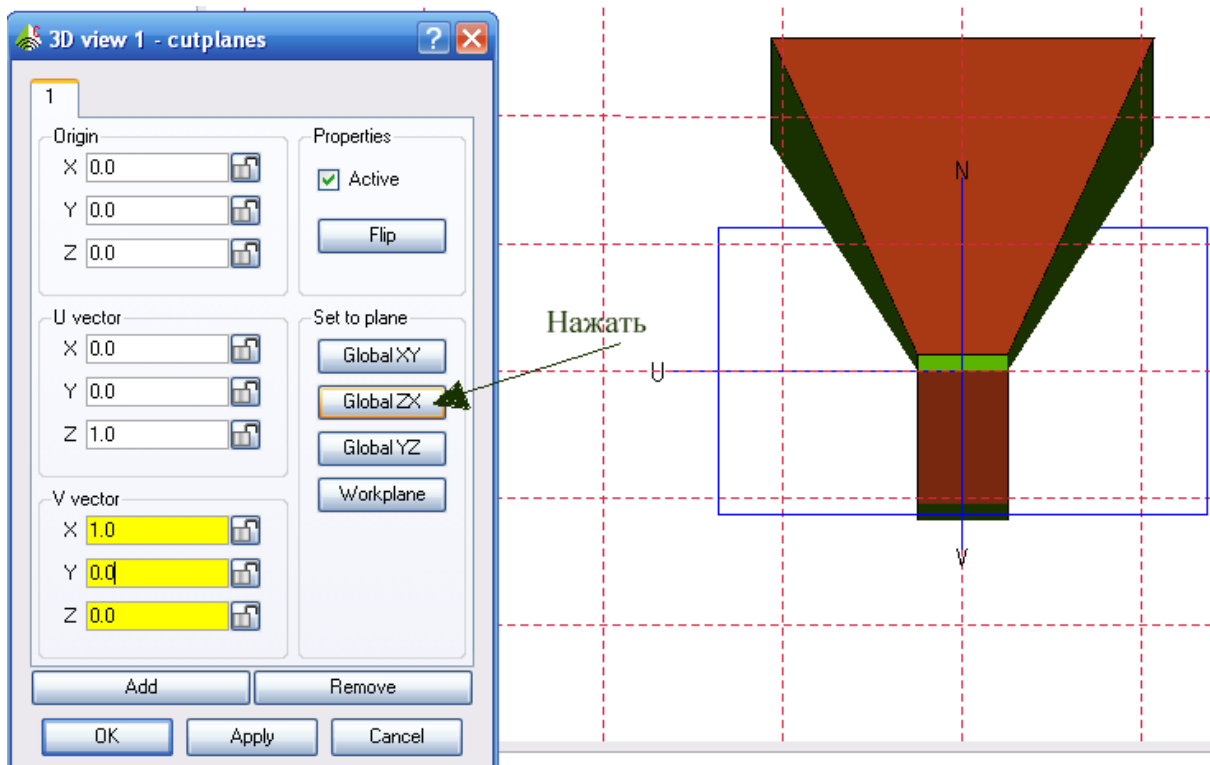 3D view 1 - cutplanes
1
Origin
X 0.0
Y 0.0
Z 0.0
Properties
Active
Flip
U vector
X 0.0
Y 0.0
Z 1.0
Set to plane
Global XY
Global ZX
Global YZ
Workplane
V vector
X 1.0
Y 0.0
Z 0.0
Add Remove
OK Apply Cancel
Нажать
N
U
V